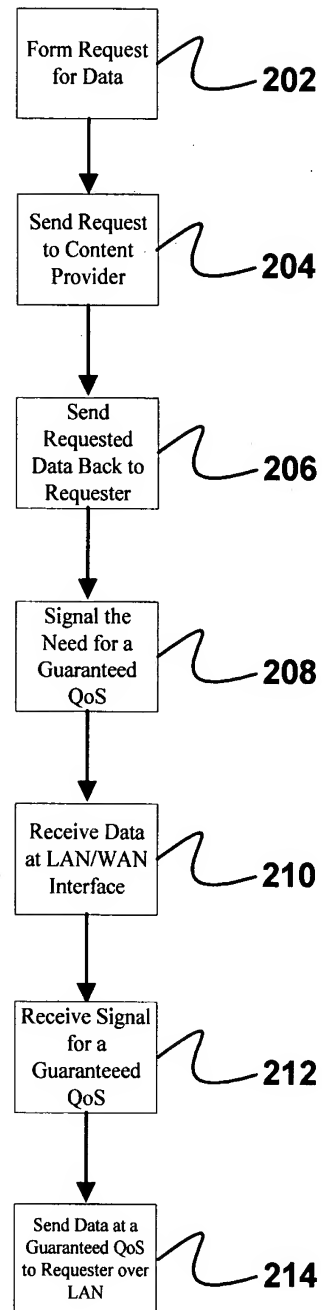 Form Request
for Data
202
Send Request
to Content
Provider
204
Send
Requested
Data Back to
Requester
206
Signal the
Need for a
Guaranteed
QoS
208
Receive Data
at LAN/WAN
Interface
210
Receive Signal
for a
Guaranteeed
QoS
212
Send Data at a
Guaranteed QoS
to Requester over
LAN
214